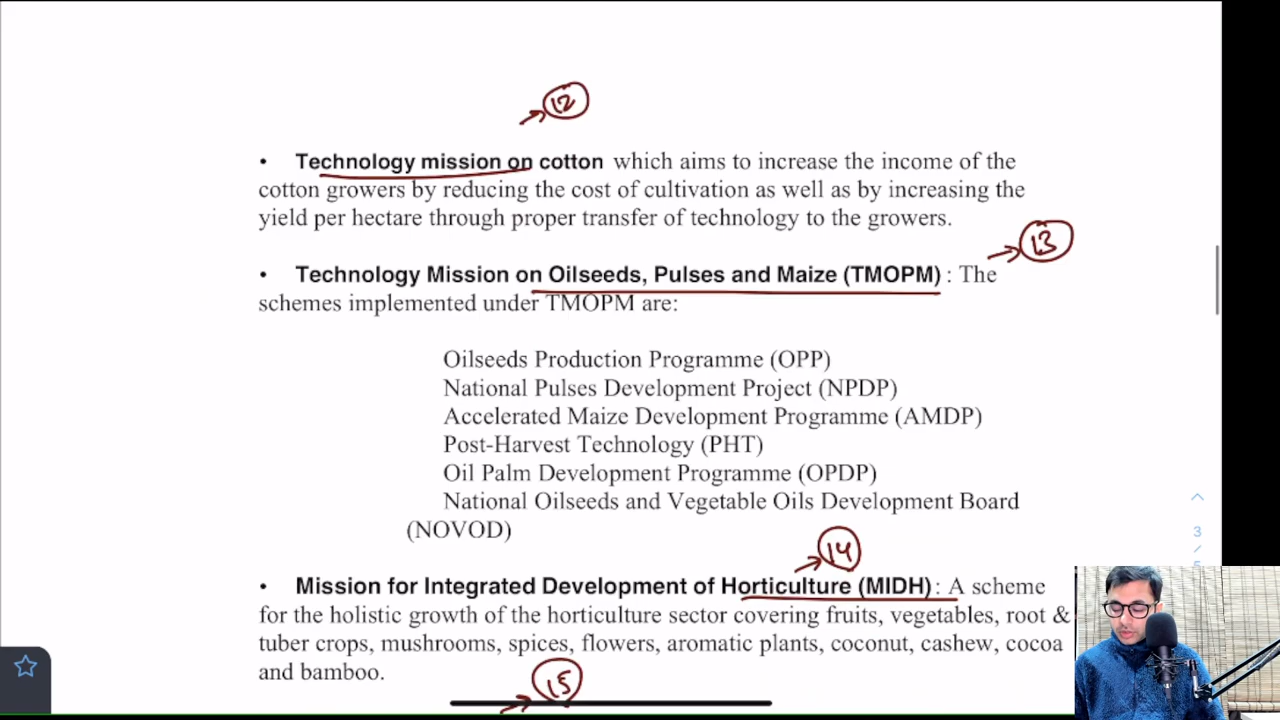 12
• Technology mission on cotton which aims to increase the income of the
cotton growers by reducing the cost of cultivation as well as by increasing the
yield per hectare through proper transfer of technology to the growers.
13
• Technology Mission on Oilseeds, Pulses and Maize (TMOPM) : The
schemes implemented under TMOPM are:
Oilseeds Production Programme (OPP)
National Pulses Development Project (NPDP)
Accelerated Maize Development Programme (AMDP)
Post-Harvest Technology (PHT)
Oil Palm Development Programme (OPDP)
National Oilseeds and Vegetable Oils Development Board
(NOVOD)
14
• Mission for Integrated Development of Horticulture (MIDH) : A scheme
for the holistic growth of the horticulture sector covering fruits, vegetables, root &
tuber crops, mushrooms, spices, flowers, aromatic plants, coconut, cashew, cocoa
and bamboo.
15
3
/